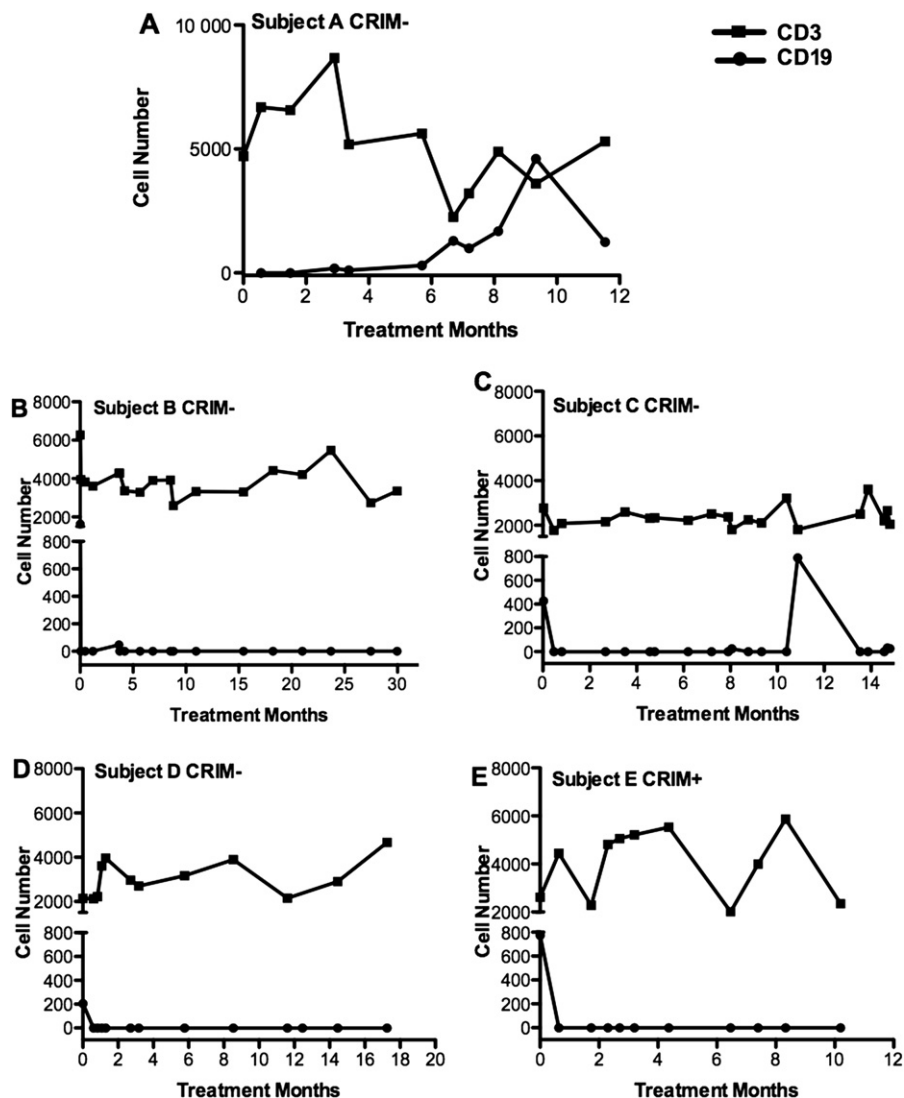 A
Subject A CRIM-
CD3
CD19
10 000
5000
0
Cell Number
0 2 4 6 8 10 12
Treatment Months
B
Subject B CRIM-
8000
6000
4000
2000
800
600
400
200
0
Cell Number
0 5 10 15 20 25 30
Treatment Months
C
Subject C CRIM-
8000
6000
4000
2000
800
600
400
200
0
Cell Number
0 2 4 6 8 10 12 14
Treatment Months
D
Subject D CRIM-
8000
6000
4000
2000
800
600
400
200
0
Cell Number
0 2 4 6 8 10 12 14 16 18 20
Treatment Months
E
Subject E CRIM+
8000
6000
4000
2000
800
600
400
200
0
Cell Number
0 2 4 6 8 10 12
Treatment Months